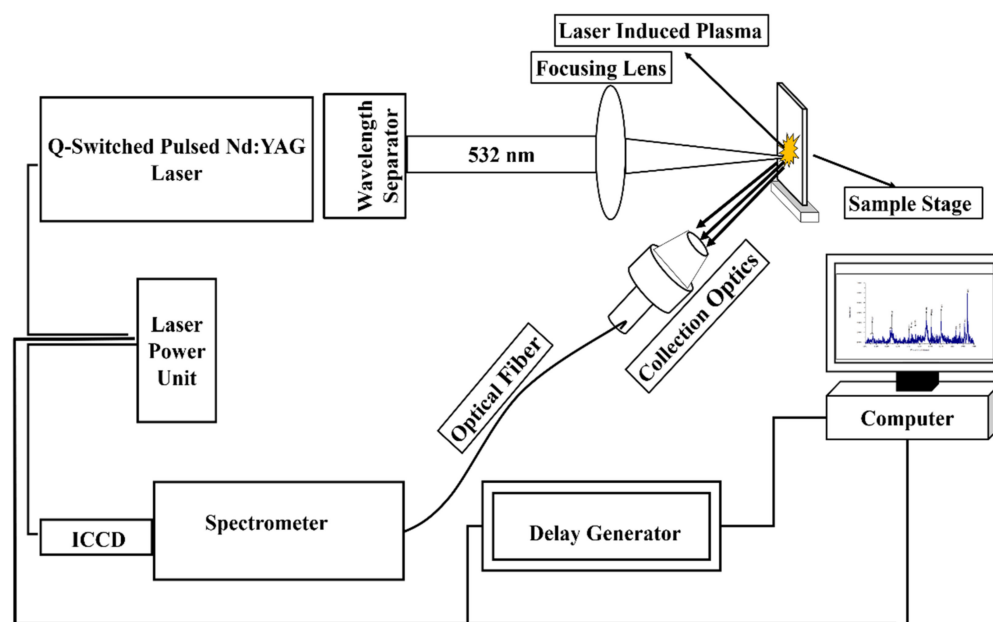 Laser Induced Plasma
Focusing Lens
Q-Switched Pulsed Nd:YAG
Laser
Wavelength
Separator
532 nm
Sample Stage
Laser
Power
Unit
Collection Optics
Optical Fiber
Computer
ICCD
Spectrometer
Delay Generator